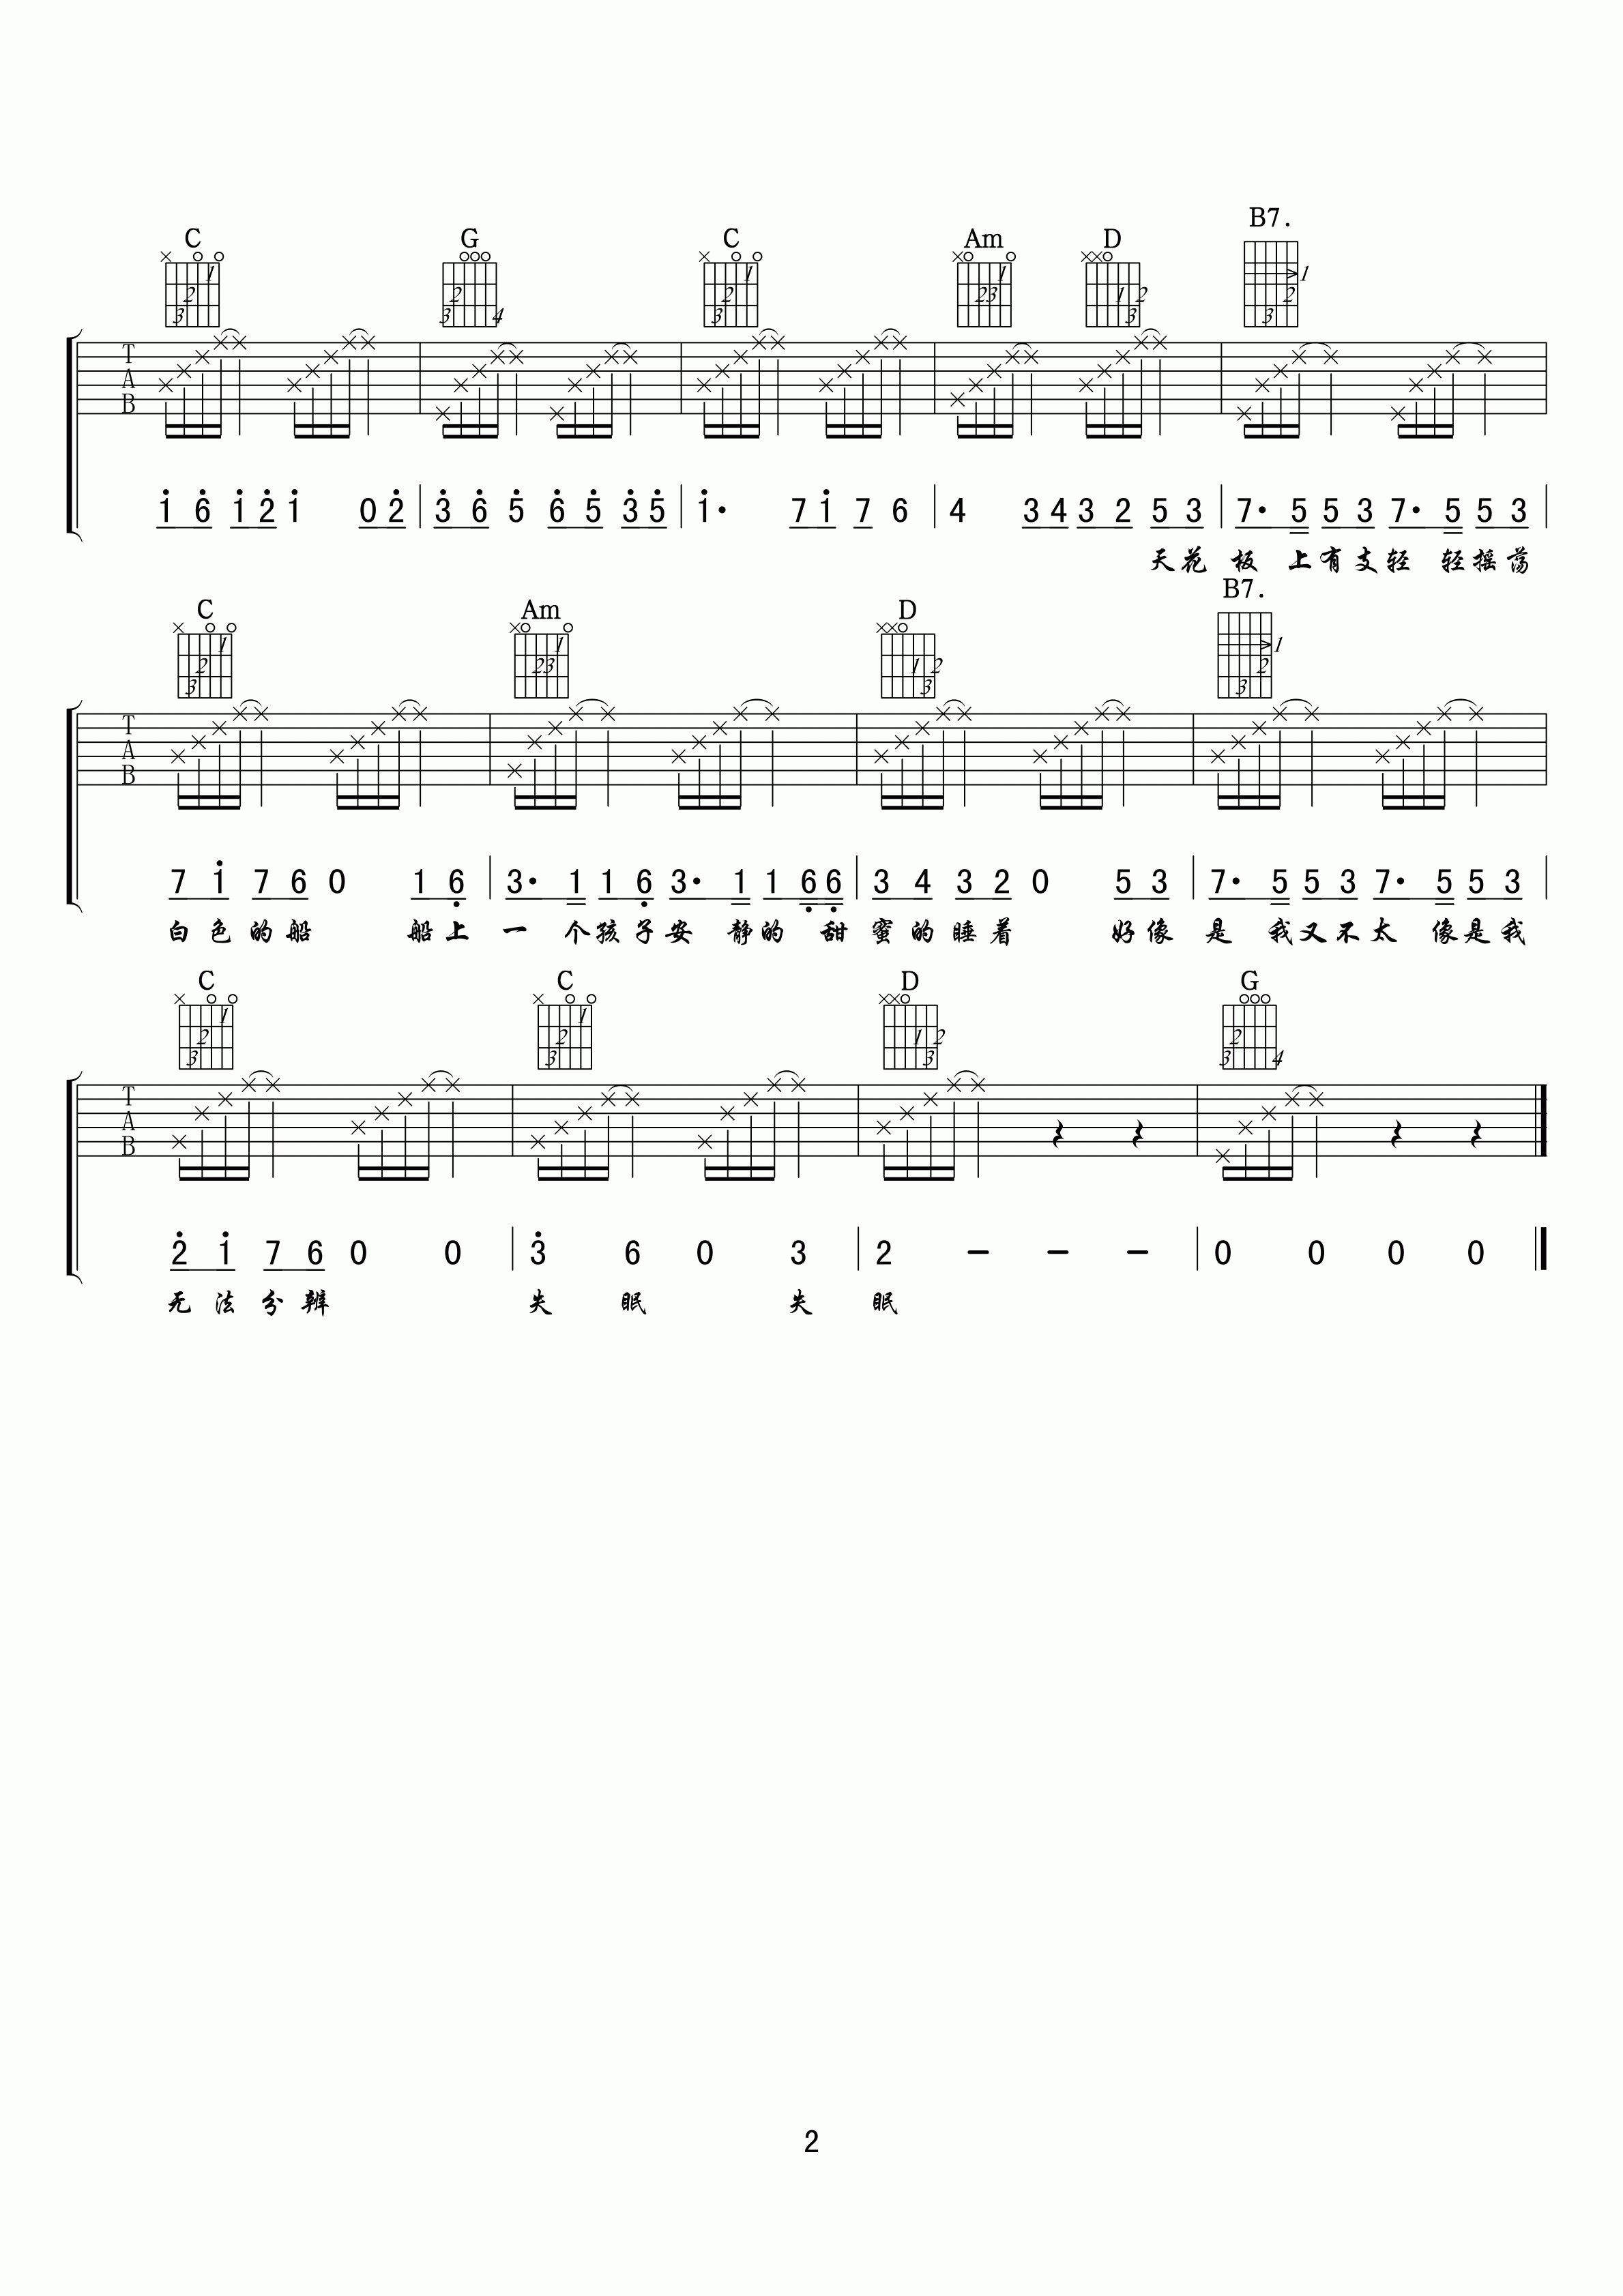 C G C Am D B7.
T A B
1 6 1 2 1 0 2 3 6 5 6 5 3 5 1· 7 1 7 6 4 3 4 3 2 5 3 7· 5 5 3 7· 5 5 3
天花 板 上有支轻 轻摇荡
C Am D B7.
T A B
7 1 7 6 0 1 6 3· 1 1 6 3· 1 1 6 6 3 4 3 2 0 5 3 7· 5 5 3 7· 5 5 3
白色的船 船上 一 个孩子安 静的 甜 蜜的睡着 好像 是 我又不太 像是我
C C D G
T A B
2 1 7 6 0 0 3 6 0 3 2 - - - 0 0 0 0
无法分辨 失 眠 失 眠
2